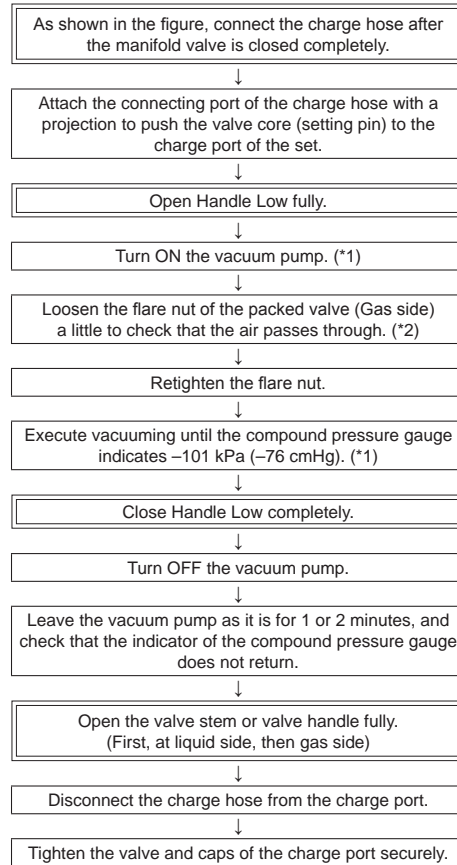 As shown in the figure, connect the charge hose after
the manifold valve is closed completely.
↓
Attach the connecting port of the charge hose with a
projection to push the valve core (setting pin) to the
charge port of the set.
↓
Open Handle Low fully.
↓
Turn ON the vacuum pump. (*1)
↓
Loosen the flare nut of the packed valve (Gas side)
a little to check that the air passes through. (*2)
↓
Retighten the flare nut.
↓
Execute vacuuming until the compound pressure gauge
indicates –101 kPa (–76 cmHg). (*1)
↓
Close Handle Low completely.
↓
Turn OFF the vacuum pump.
↓
Leave the vacuum pump as it is for 1 or 2 minutes, and
check that the indicator of the compound pressure gauge
does not return.
↓
Open the valve stem or valve handle fully.
(First, at liquid side, then gas side)
↓
Disconnect the charge hose from the charge port.
↓
Tighten the valve and caps of the charge port securely.